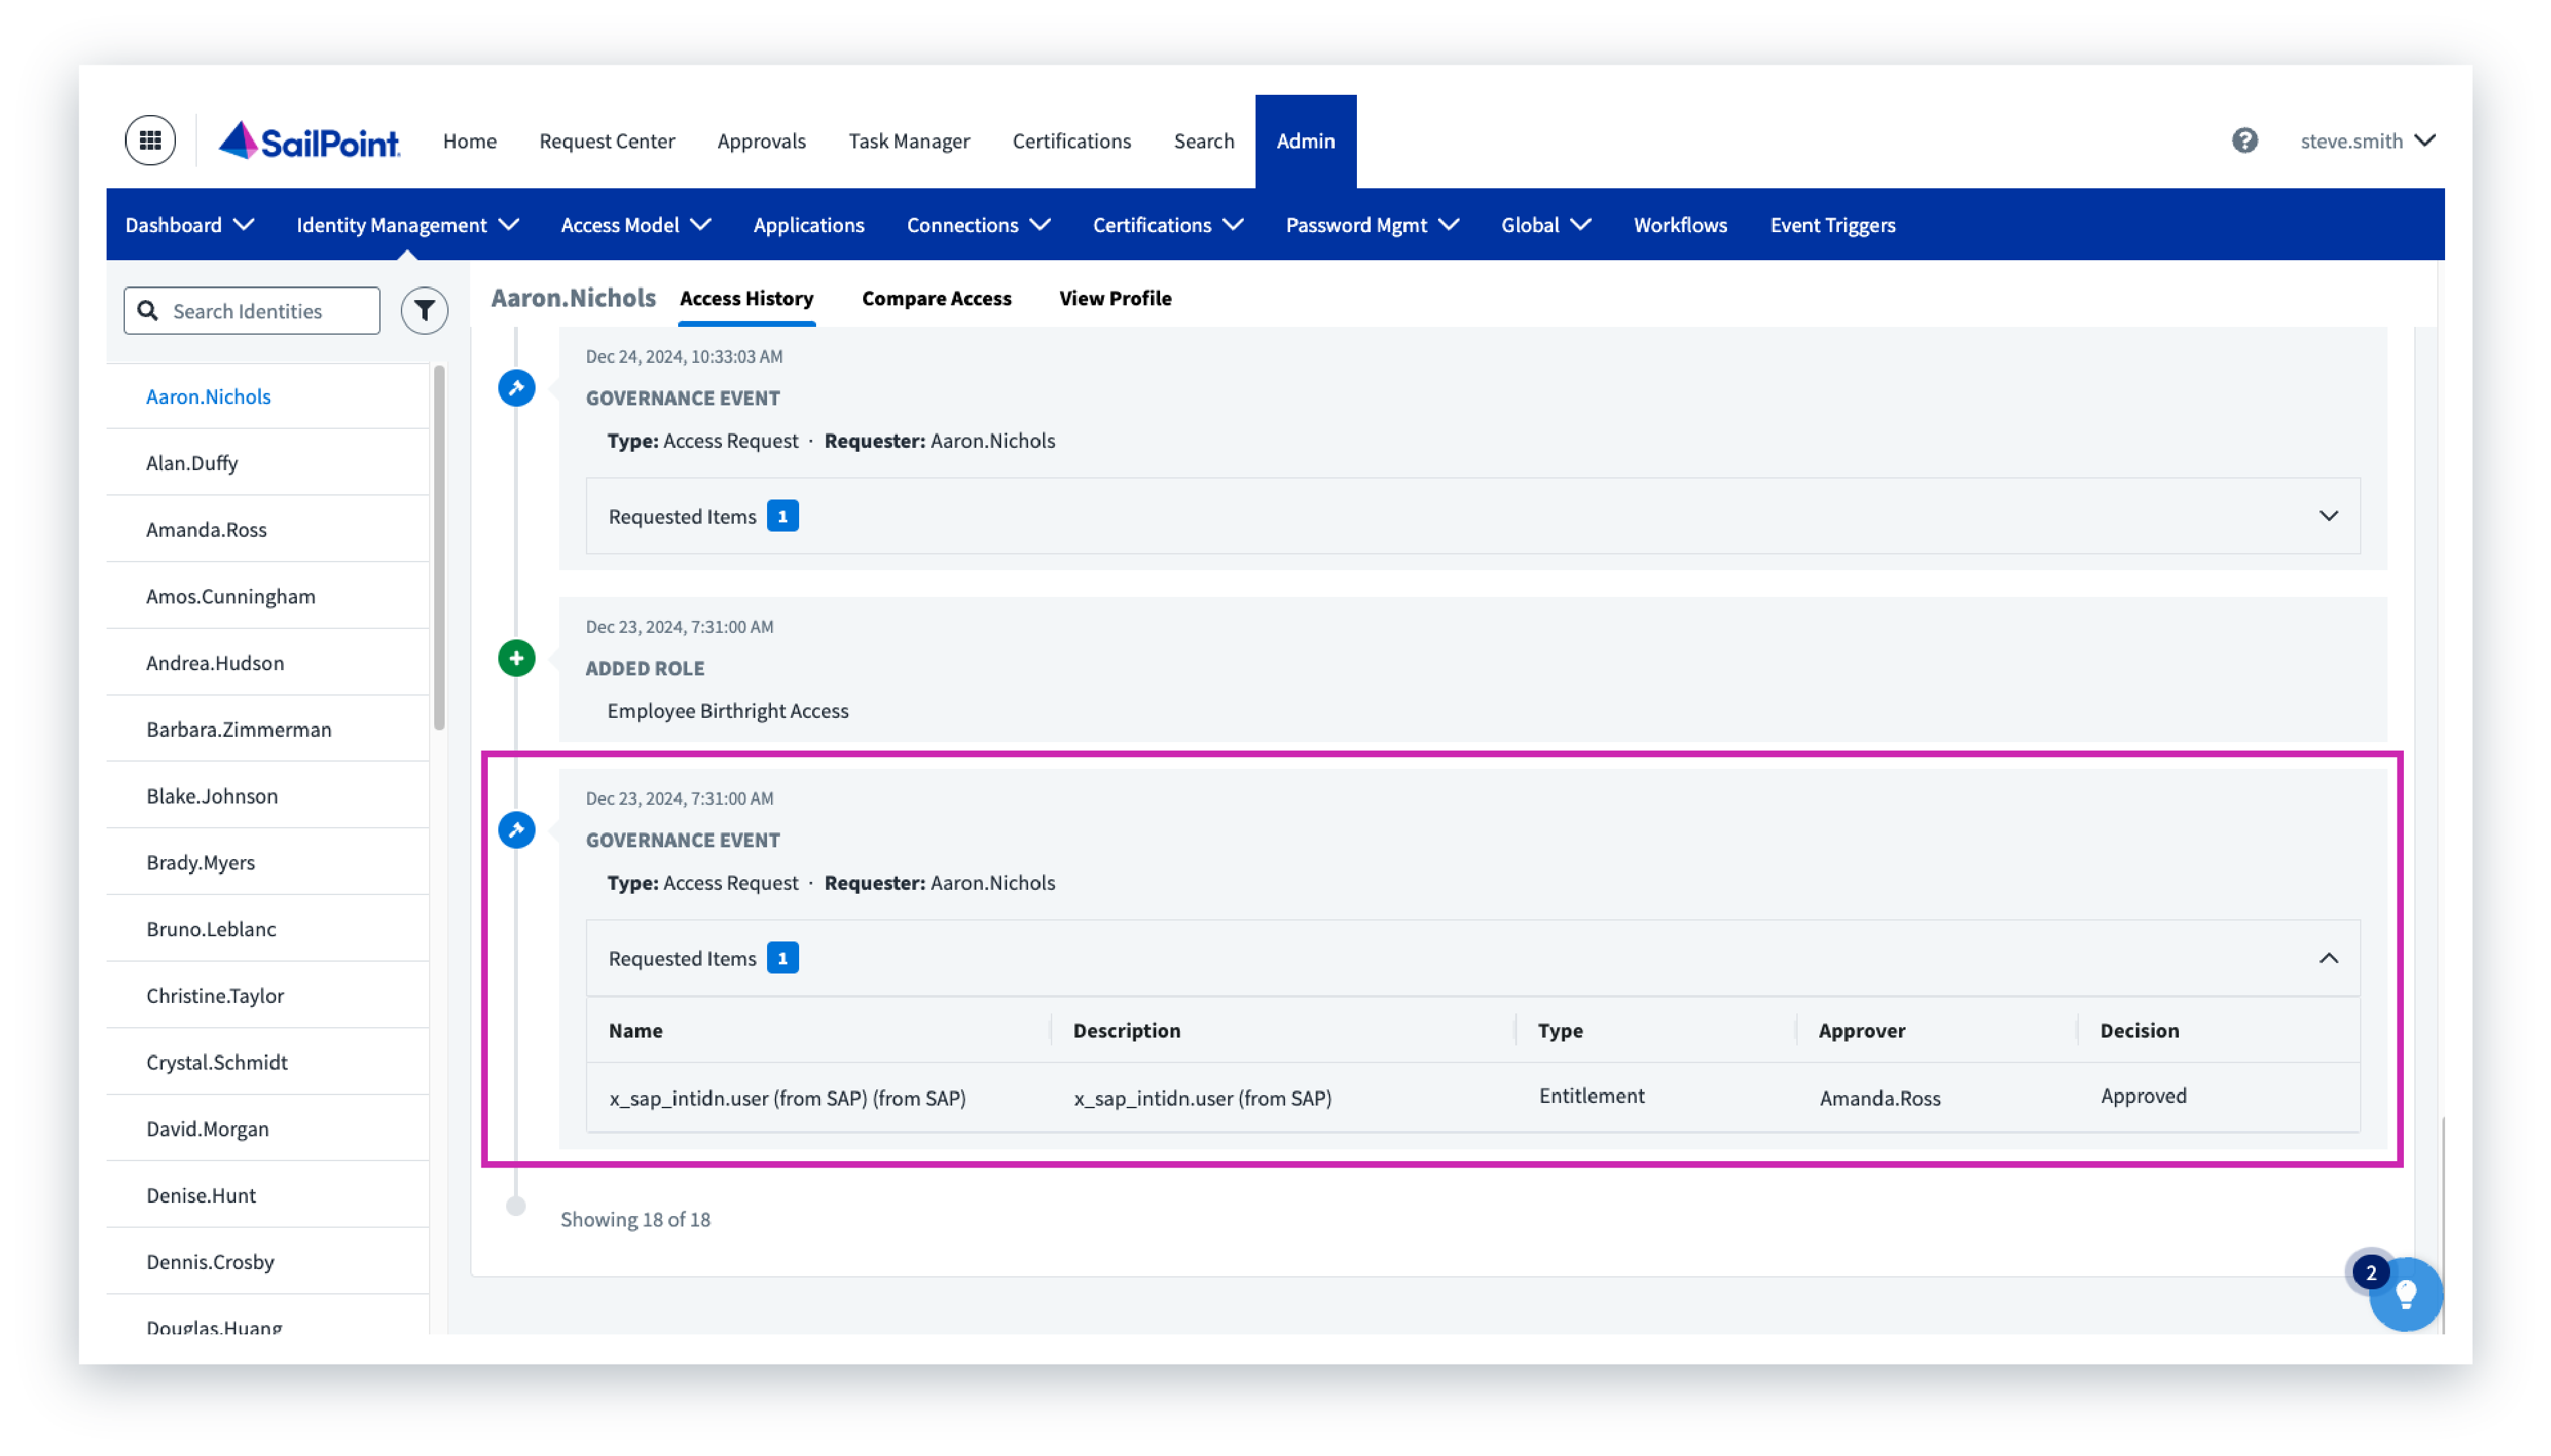 SailPoint
Home Request Center Approvals Task Manager Certifications Search Admin
steve.smith
Dashboard Identity Management Access Model Applications Connections Certifications Password Mgmt Global Workflows Event Triggers
Search Identities
Aaron.Nichols Access History Compare Access View Profile
Aaron.Nichols
Alan.Duffy
Amanda.Ross
Amos.Cunningham
Andrea.Hudson
Barbara.Zimmerman
Blake.Johnson
Brady.Myers
Bruno.Leblanc
Christine.Taylor
Crystal.Schmidt
David.Morgan
Denise.Hunt
Dennis.Crosby
Douglas.Huang
Dec 24, 2024, 10:33:03 AM
GOVERNANCE EVENT
Type: Access Request · Requester: Aaron.Nichols
Requested Items 1
Dec 23, 2024, 7:31:00 AM
ADDED ROLE
Employee Birthright Access
Dec 23, 2024, 7:31:00 AM
GOVERNANCE EVENT
Type: Access Request · Requester: Aaron.Nichols
Requested Items 1
Name Description Type Approver Decision
x_sap_intidn.user (from SAP) (from SAP) x_sap_intidn.user (from SAP) Entitlement Amanda.Ross Approved
Showing 18 of 18
2